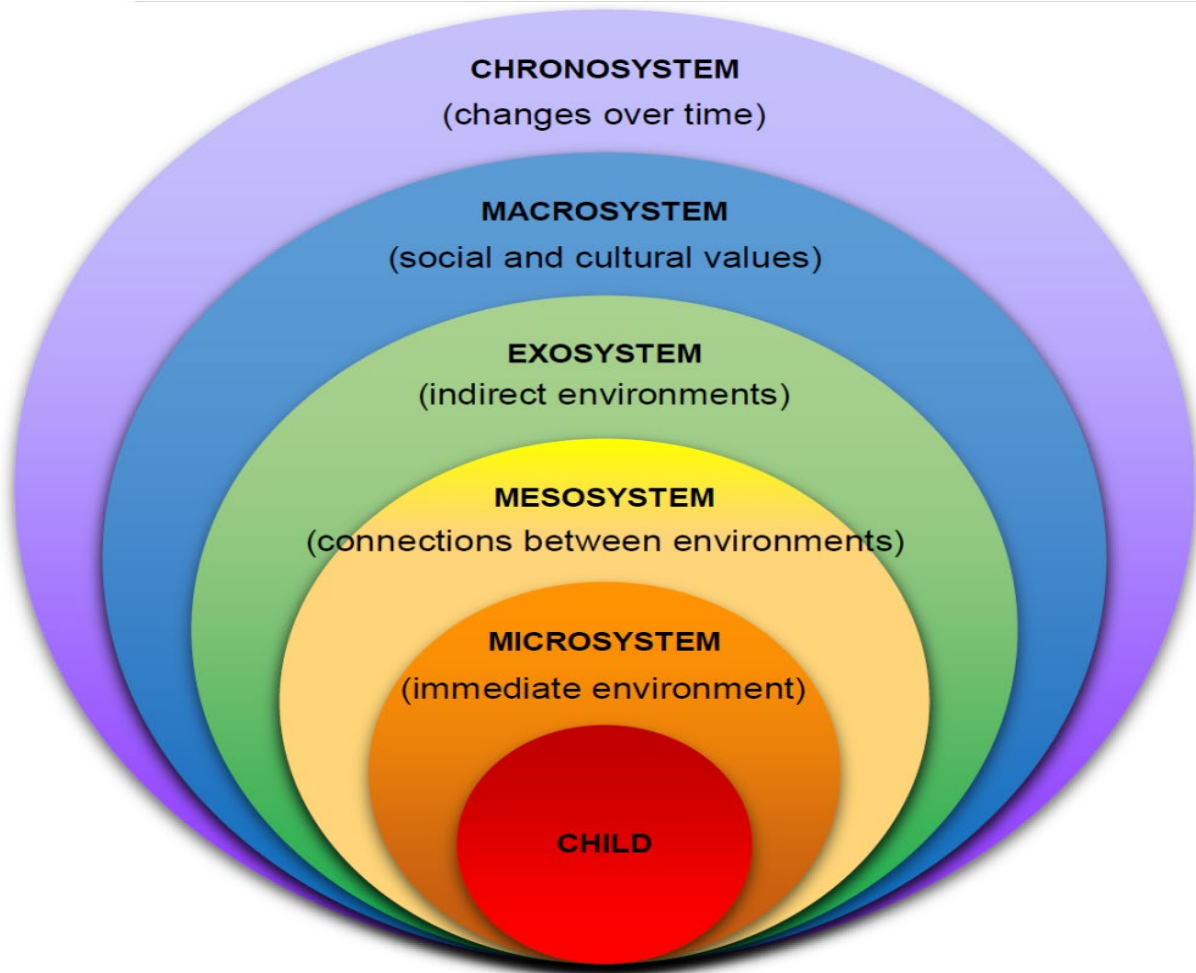 CHRONOSYSTEM
(changes over time)
MACROSYSTEM
(social and cultural values)
EXOSYSTEM
(indirect environments)
MESOSYSTEM
(connections between environments)
MICROSYSTEM
(immediate environment)
CHILD